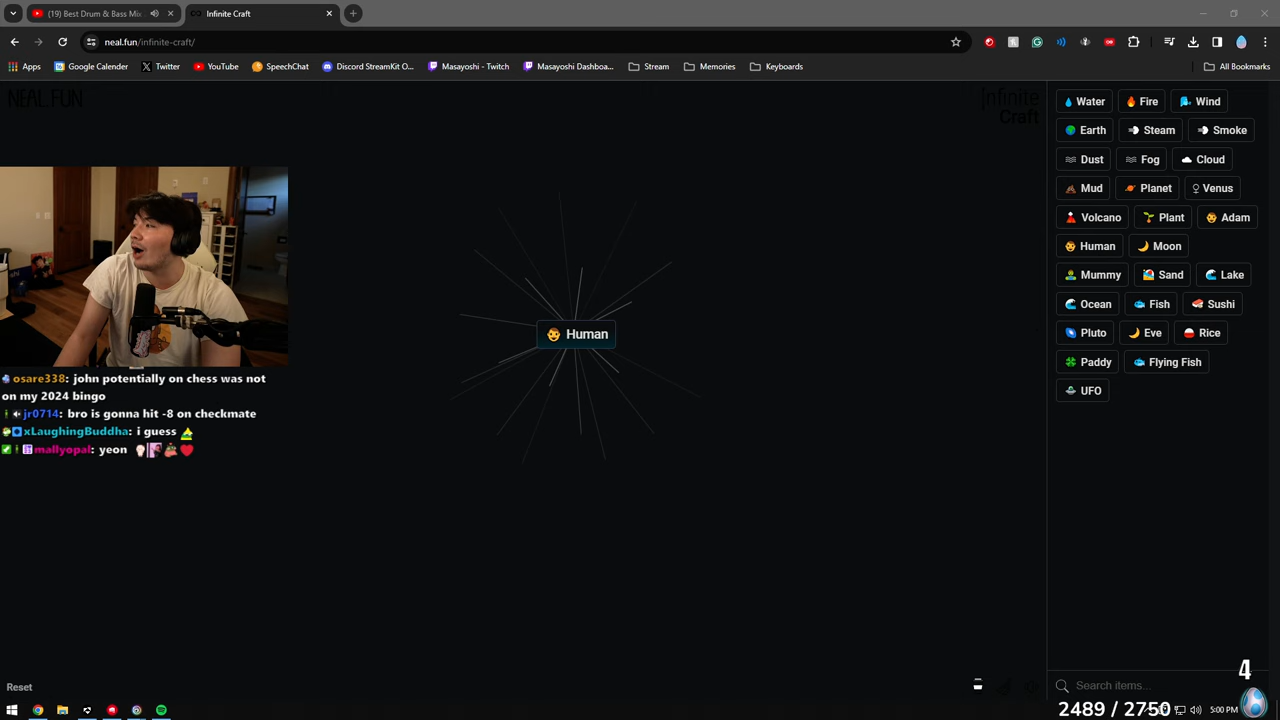 (19) Best Drum & Bass Mix
Infinite Craft
neal.fun/infinite-craft/
Apps Google Calender Twitter YouTube SpeechChat Discord StreamKit O... Masayoshi - Twitch Masayoshi Dashboa... Stream Memories Keyboards All Bookmarks
NEAL.FUN
Infinite
Craft
Water Fire Wind
Earth Steam Smoke
Dust Fog Cloud
Mud Planet Venus
Volcano Plant Adam
Human Moon
Mummy Sand Lake
Ocean Fish Sushi
Pluto Eve Rice
Paddy Flying Fish
UFO
Human
osare338: john potentially on chess was not
on my 2024 bingo
jr0714: bro is gonna hit -8 on checkmate
xLaughingBuddha: i guess
mallyopal: yeon
Reset
Search items...
4
2489 / 2750
5:00 PM